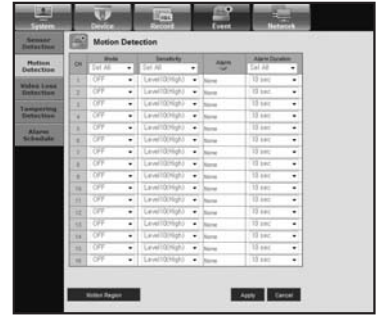 System Device Record Event Network
Sensor
Detection
Motion
Detection
Video Loss
Detection
Tampering
Detection
Alarm
Schedule
Motion Detection
CH Mode Sensitivity Alarm Alarm Duration
Set All Set All Set All
1 OFF Level10(High) None 10 sec
2 OFF Level10(High) None 10 sec
3 OFF Level10(High) None 10 sec
4 OFF Level10(High) None 10 sec
5 OFF Level10(High) None 10 sec
6 OFF Level10(High) None 10 sec
7 OFF Level10(High) None 10 sec
8 OFF Level10(High) None 10 sec
9 OFF Level10(High) None 10 sec
10 OFF Level10(High) None 10 sec
11 OFF Level10(High) None 10 sec
12 OFF Level10(High) None 10 sec
13 OFF Level10(High) None 10 sec
14 OFF Level10(High) None 10 sec
15 OFF Level10(High) None 10 sec
16 OFF Level10(High) None 10 sec
Motion Region Apply Cancel